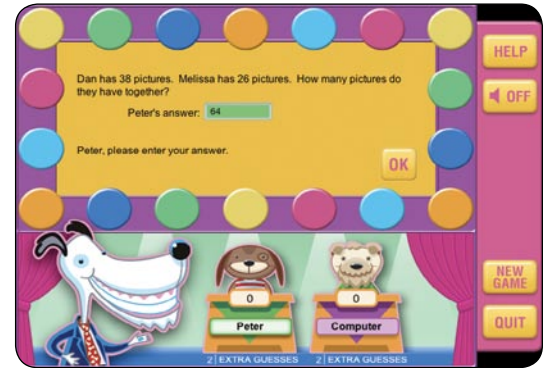 Dan has 38 pictures. Melissa has 26 pictures. How many pictures do
they have together?
Peter's answer: 64
Peter, please enter your answer.
OK
HELP
OFF
NEW
GAME
QUIT
0
0
Peter
Computer
2 EXTRA GUESSES
2 EXTRA GUESSES